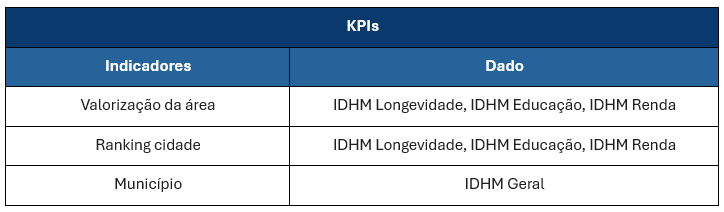 KPIs
Indicadores Dado
Valorização da área IDHM Longevidade, IDHM Educação, IDHM Renda
Ranking cidade IDHM Longevidade, IDHM Educação, IDHM Renda
Município IDHM Geral